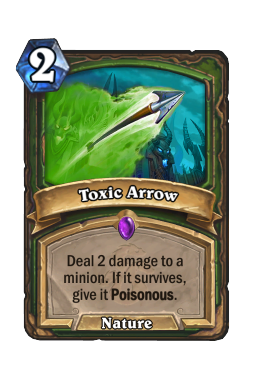 2
Toxic Arrow
Deal 2 damage to a
minion. If it survives,
give it Poisonous.
Nature